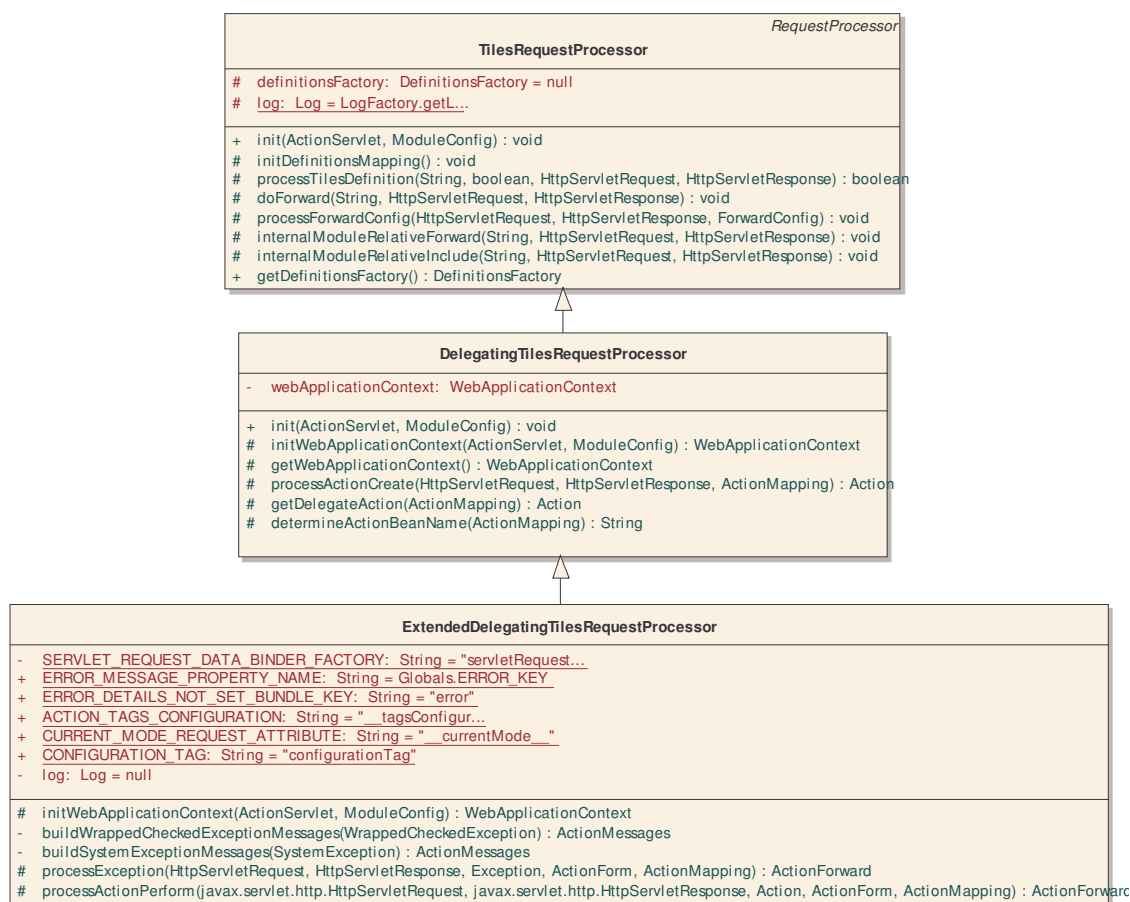 RequestProcessor
TilesRequestProcessor
# definitionsFactory: DefinitionsFactory = null
# log: Log = LogFactory.getL...
+ init(ActionServlet, ModuleConfig) : void
# initDefinitionsMapping() : void
# processTilesDefinition(String, boolean, HttpServletRequest, HttpServletResponse) : boolean
# doForward(String, HttpServletRequest, HttpServletResponse) : void
# processForwardConfig(HttpServletRequest, HttpServletResponse, ForwardConfig) : void
# internalModuleRelativeForward(String, HttpServletRequest, HttpServletResponse) : void
# internalModuleRelativeInclude(String, HttpServletRequest, HttpServletResponse) : void
+ getDefinitionsFactory() : DefinitionsFactory
DelegatingTilesRequestProcessor
- webApplicationContext: WebApplicationContext
+ init(ActionServlet, ModuleConfig) : void
# initWebApplicationContext(ActionServlet, ModuleConfig) : WebApplicationContext
# getWebApplicationContext() : WebApplicationContext
# processActionCreate(HttpServletRequest, HttpServletResponse, ActionMapping) : Action
# getDelegateAction(ActionMapping) : Action
# determineActionBeanName(ActionMapping) : String
ExtendedDelegatingTilesRequestProcessor
- SERVLET_REQUEST_DATA_BINDER_FACTORY: String = "servletRequest...
+ ERROR_MESSAGE_PROPERTY_NAME: String = Globals.ERROR_KEY
+ ERROR_DETAILS_NOT_SET_BUNDLE_KEY: String = "error"
+ ACTION_TAGS_CONFIGURATION: String = "__tagsConfigur...
+ CURRENT_MODE_REQUEST_ATTRIBUTE: String = "__currentMode__"
+ CONFIGURATION_TAG: String = "configurationTag"
- log: Log = null
# initWebApplicationContext(ActionServlet, ModuleConfig) : WebApplicationContext
- buildWrappedCheckedExceptionMessages(WrappedCheckedException) : ActionMessages
- buildSystemExceptionMessages(SystemException) : ActionMessages
# processException(HttpServletRequest, HttpServletResponse, Exception, ActionForm, ActionMapping) : ActionForward
# processActionPerform(javax.servlet.http.HttpServletRequest, javax.servlet.http.HttpServletResponse, Action, ActionForm, ActionMapping) : ActionForward